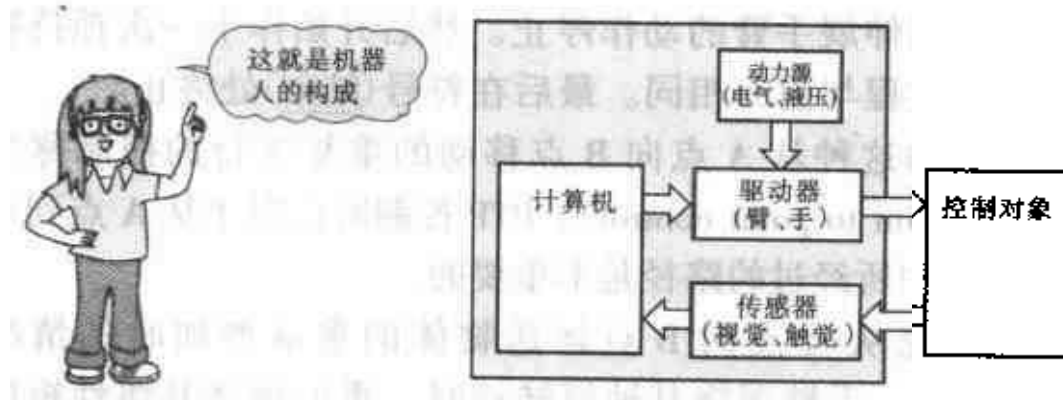 这就是机器
人的构成
动力源
(电气、液压)
计算机
驱动器
(臂、手)
控制对象
传感器
(视觉、触觉)